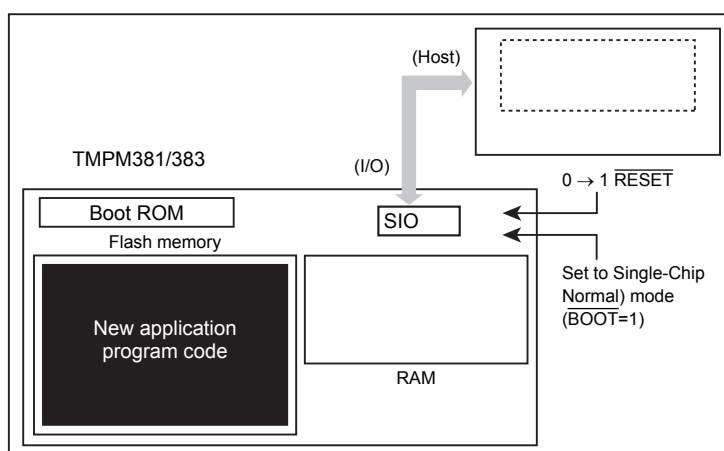 (Host)
TMPM381/383
(I/O)
0 → 1 RESET
Boot ROM
SIO
Flash memory
Set to Single-Chip
Normal) mode
(BOOT=1)
New application
program code
RAM